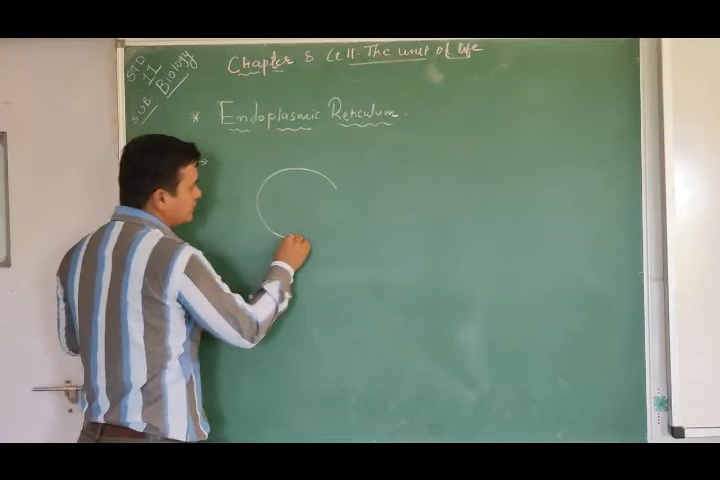 STD 11
SUB Biology
Chapter 8 Cell. The unit of life
* Endoplasmic Reticulum.
→